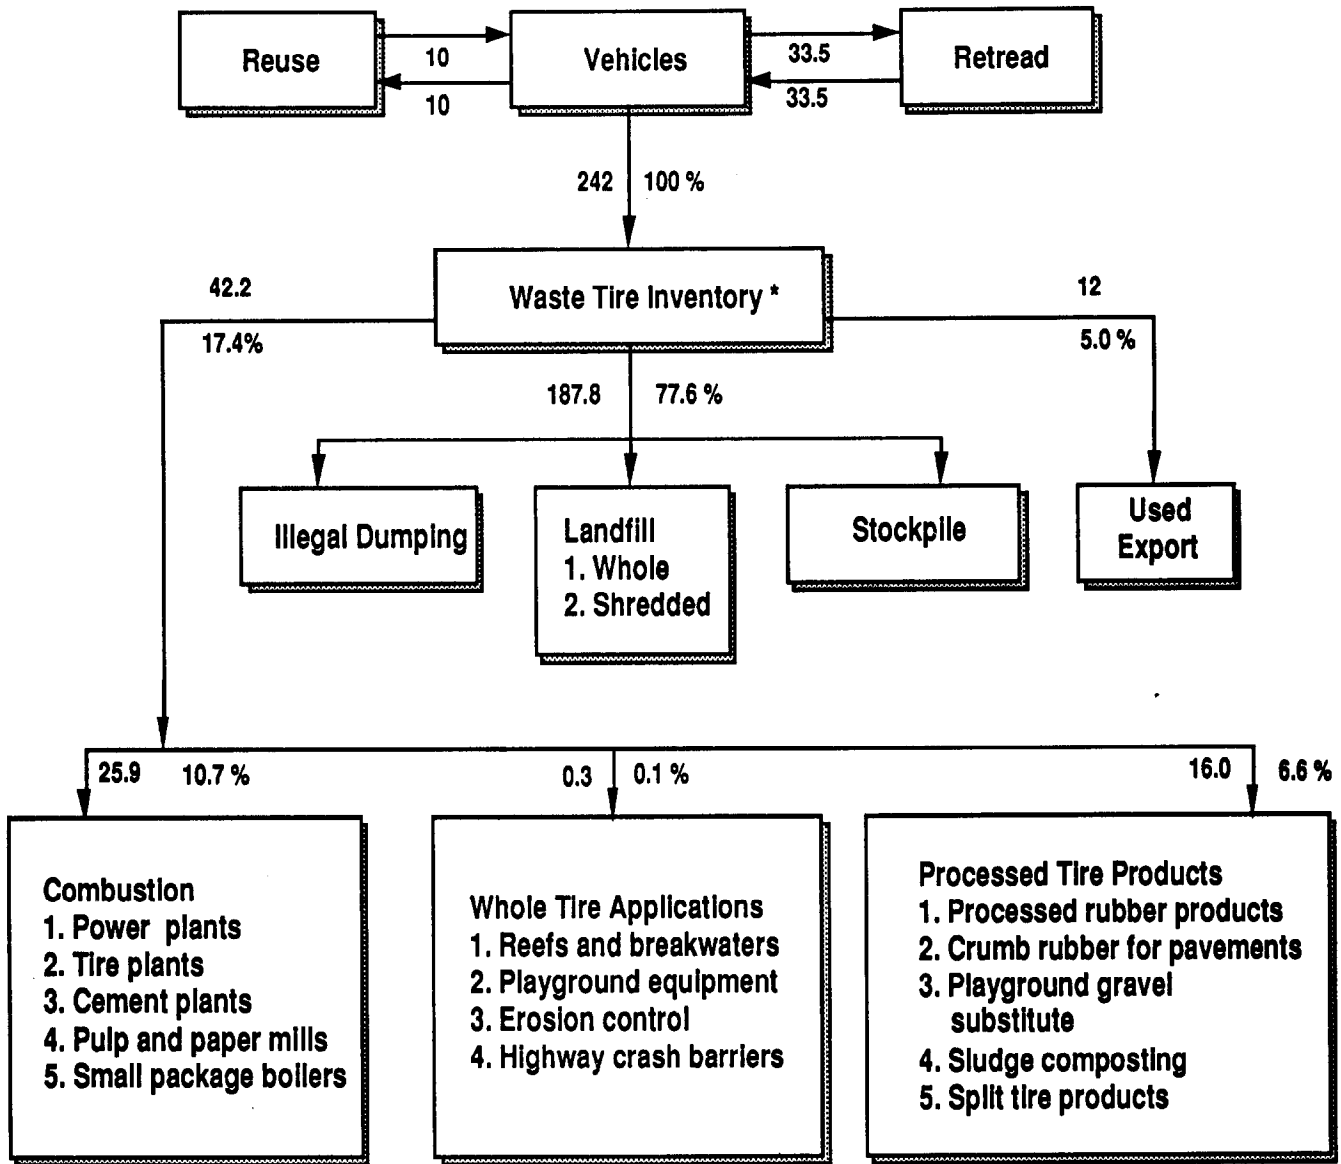 Reuse
10
10
Vehicles
33.5
33.5
Retread
242 100 %
Waste Tire Inventory *
42.2
17.4%
12
5.0 %
187.8 77.6 %
Illegal Dumping
Landfill
1. Whole
2. Shredded
Stockpile
Used
Export
25.9 10.7 %
0.3 0.1 %
16.0 6.6 %
Combustion
1. Power plants
2. Tire plants
3. Cement plants
4. Pulp and paper mills
5. Small package boilers
Whole Tire Applications
1. Reefs and breakwaters
2. Playground equipment
3. Erosion control
4. Highway crash barriers
Processed Tire Products
1. Processed rubber products
2. Crumb rubber for pavements
3. Playground gravel
substitute
4. Sludge composting
5. Split tire products